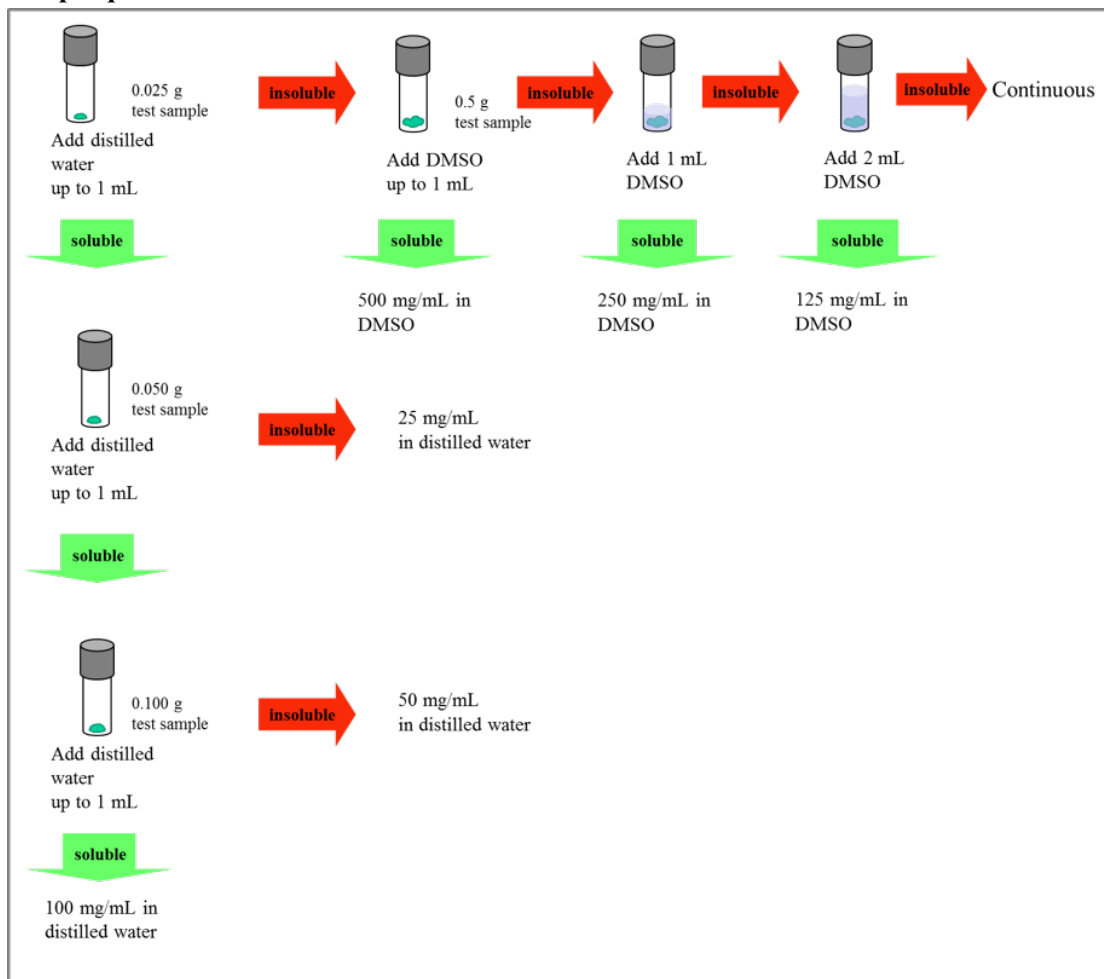 0.025 g
test sample
Add distilled
water
up to 1 mL
insoluble
0.5 g
test sample
Add DMSO
up to 1 mL
insoluble
Add 1 mL
DMSO
insoluble
Add 2 mL
DMSO
insoluble
Continuous
soluble
soluble
500 mg/mL in
DMSO
soluble
250 mg/mL in
DMSO
soluble
125 mg/mL in
DMSO
0.050 g
test sample
Add distilled
water
up to 1 mL
insoluble
25 mg/mL
in distilled water
soluble
0.100 g
test sample
Add distilled
water
up to 1 mL
insoluble
50 mg/mL
in distilled water
soluble
100 mg/mL in
distilled water